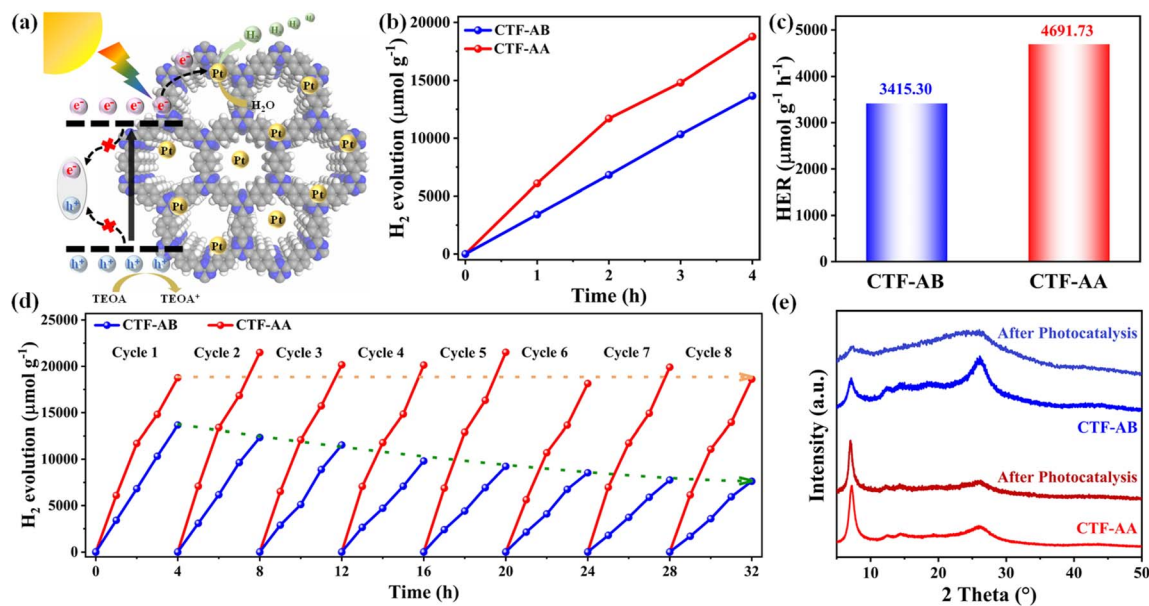 (a)
e⁻
H₂ h⁺ h⁺ h⁺
e⁻ e⁻ e⁻ e⁻
Pt
H₂O
Pt
Pt
Pt
Pt
Pt
Pt
Pt
Pt
Pt
e⁻
h⁺
h⁺ h⁺ h⁺ h⁺
TEOA TEOA⁺
(b)
CTF-AB
CTF-AA
H₂ evolution (μmol g⁻¹)
20000
15000
10000
5000
0
0 1 2 3 4
Time (h)
(c)
HER (μmol g⁻¹ h⁻¹)
5000
4000
3000
2000
1000
0
3415.30
4691.73
CTF-AB CTF-AA
(d)
CTF-AB CTF-AA
H₂ evolution (μmol g⁻¹)
25000
20000
15000
10000
5000
0
Cycle 1 Cycle 2 Cycle 3 Cycle 4 Cycle 5 Cycle 6 Cycle 7 Cycle 8
0 4 8 12 16 20 24 28 32
Time (h)
(e)
Intensity (a.u.)
After Photocatalysis
CTF-AB
After Photocatalysis
CTF-AA
10 20 30 40 50
2 Theta (°)